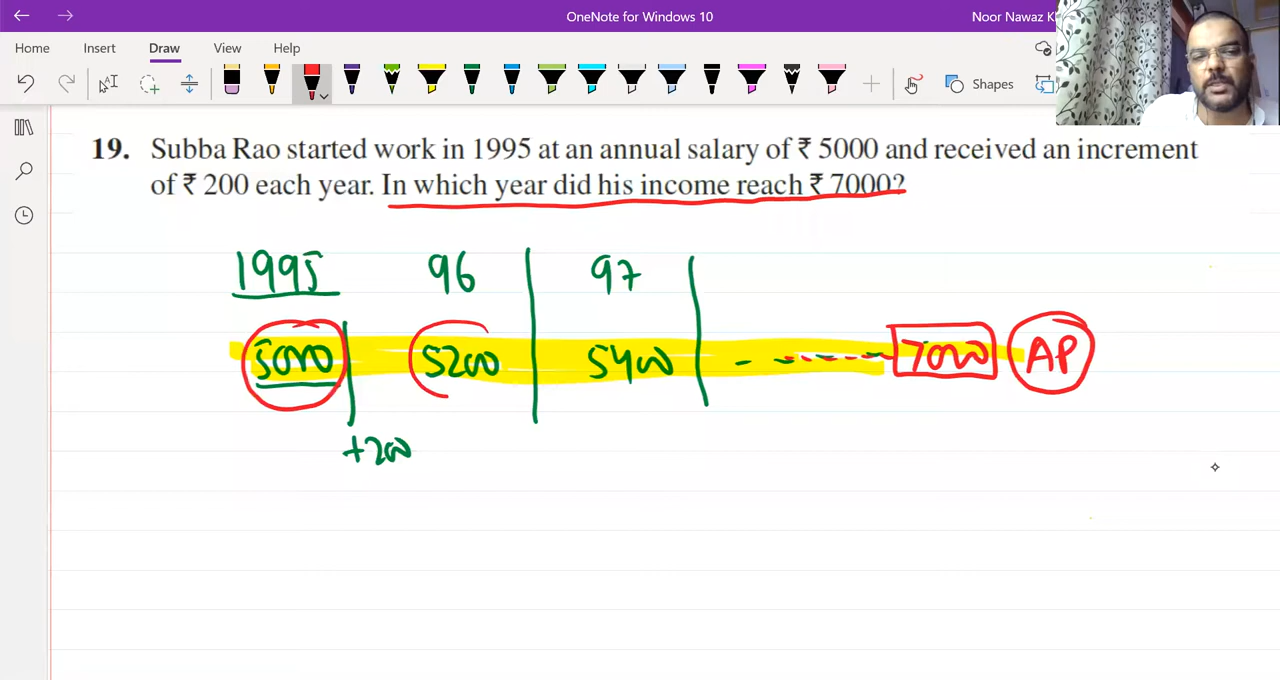 OneNote for Windows 10
Noor Nawaz K
Home Insert Draw View Help
Shapes
19. Subba Rao started work in 1995 at an annual salary of ₹ 5000 and received an increment
of ₹ 200 each year. In which year did his income reach ₹ 7000?
1995 96 97
5000 5200 5400 - - - - - - - 7000 AP
+200